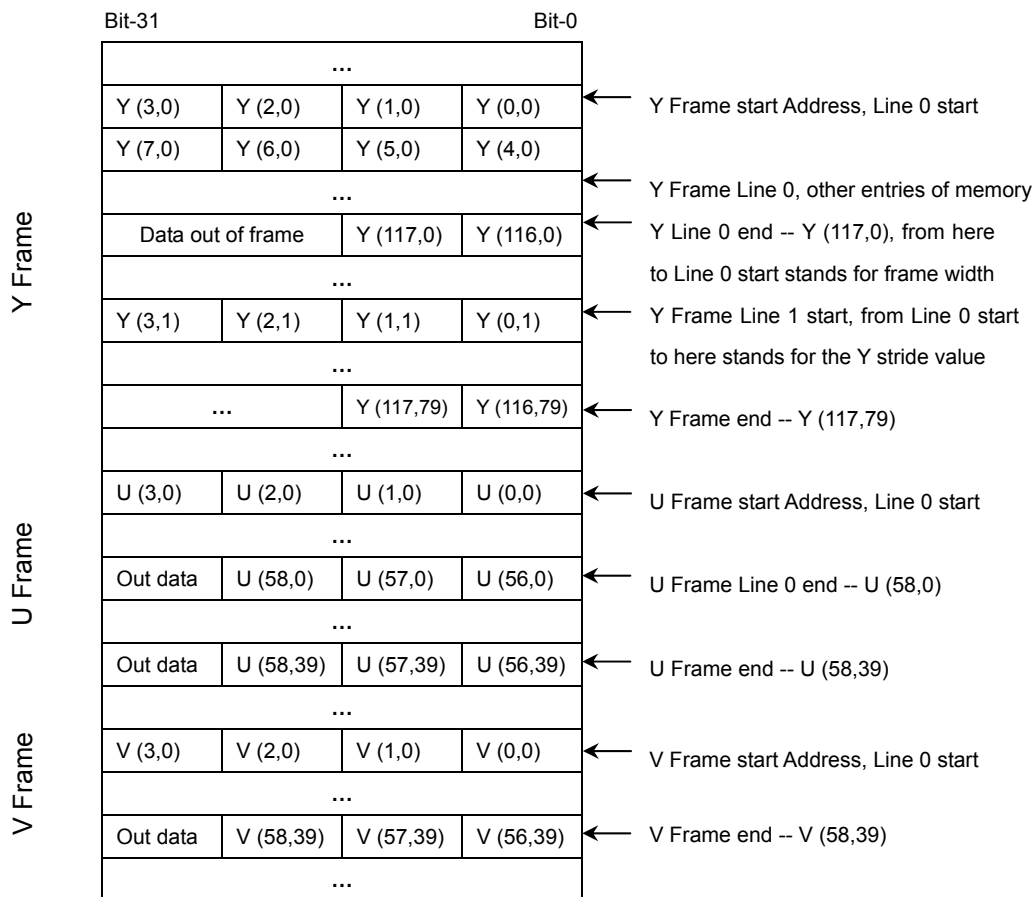 Bit-31 Bit-0
...
Y (3,0) Y (2,0) Y (1,0) Y (0,0) Y Frame start Address, Line 0 start
Y (7,0) Y (6,0) Y (5,0) Y (4,0)
... Y Frame Line 0, other entries of memory
Data out of frame Y (117,0) Y (116,0) Y Line 0 end -- Y (117,0), from here
... to Line 0 start stands for frame width
Y (3,1) Y (2,1) Y (1,1) Y (0,1) Y Frame Line 1 start, from Line 0 start
... to here stands for the Y stride value
... Y (117,79) Y (116,79) Y Frame end -- Y (117,79)
...
Y Frame
U (3,0) U (2,0) U (1,0) U (0,0) U Frame start Address, Line 0 start
...
Out data U (58,0) U (57,0) U (56,0) U Frame Line 0 end -- U (58,0)
...
Out data U (58,39) U (57,39) U (56,39) U Frame end -- U (58,39)
...
U Frame
V (3,0) V (2,0) V (1,0) V (0,0) V Frame start Address, Line 0 start
...
Out data V (58,39) V (57,39) V (56,39) V Frame end -- V (58,39)
...
V Frame